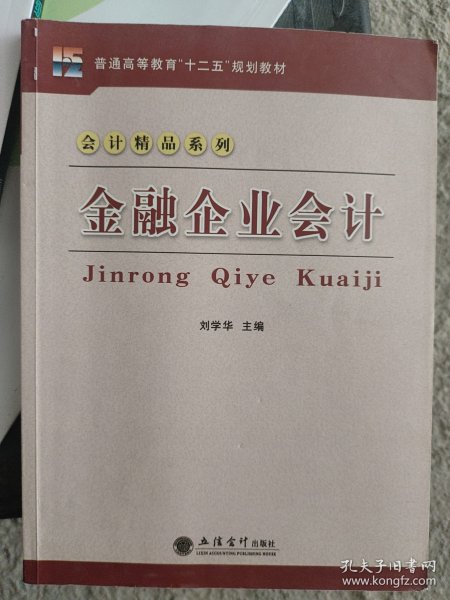 普通高等教育"十二五"规划教材
会计精品系列
金融企业会计
Jinrong Qiye Kuaiji
刘学华 主编
立信会计出版社
LIXIN ACCOUNTING PUBLISHING HOUSE
孔夫子旧书网
www.kongfz.com